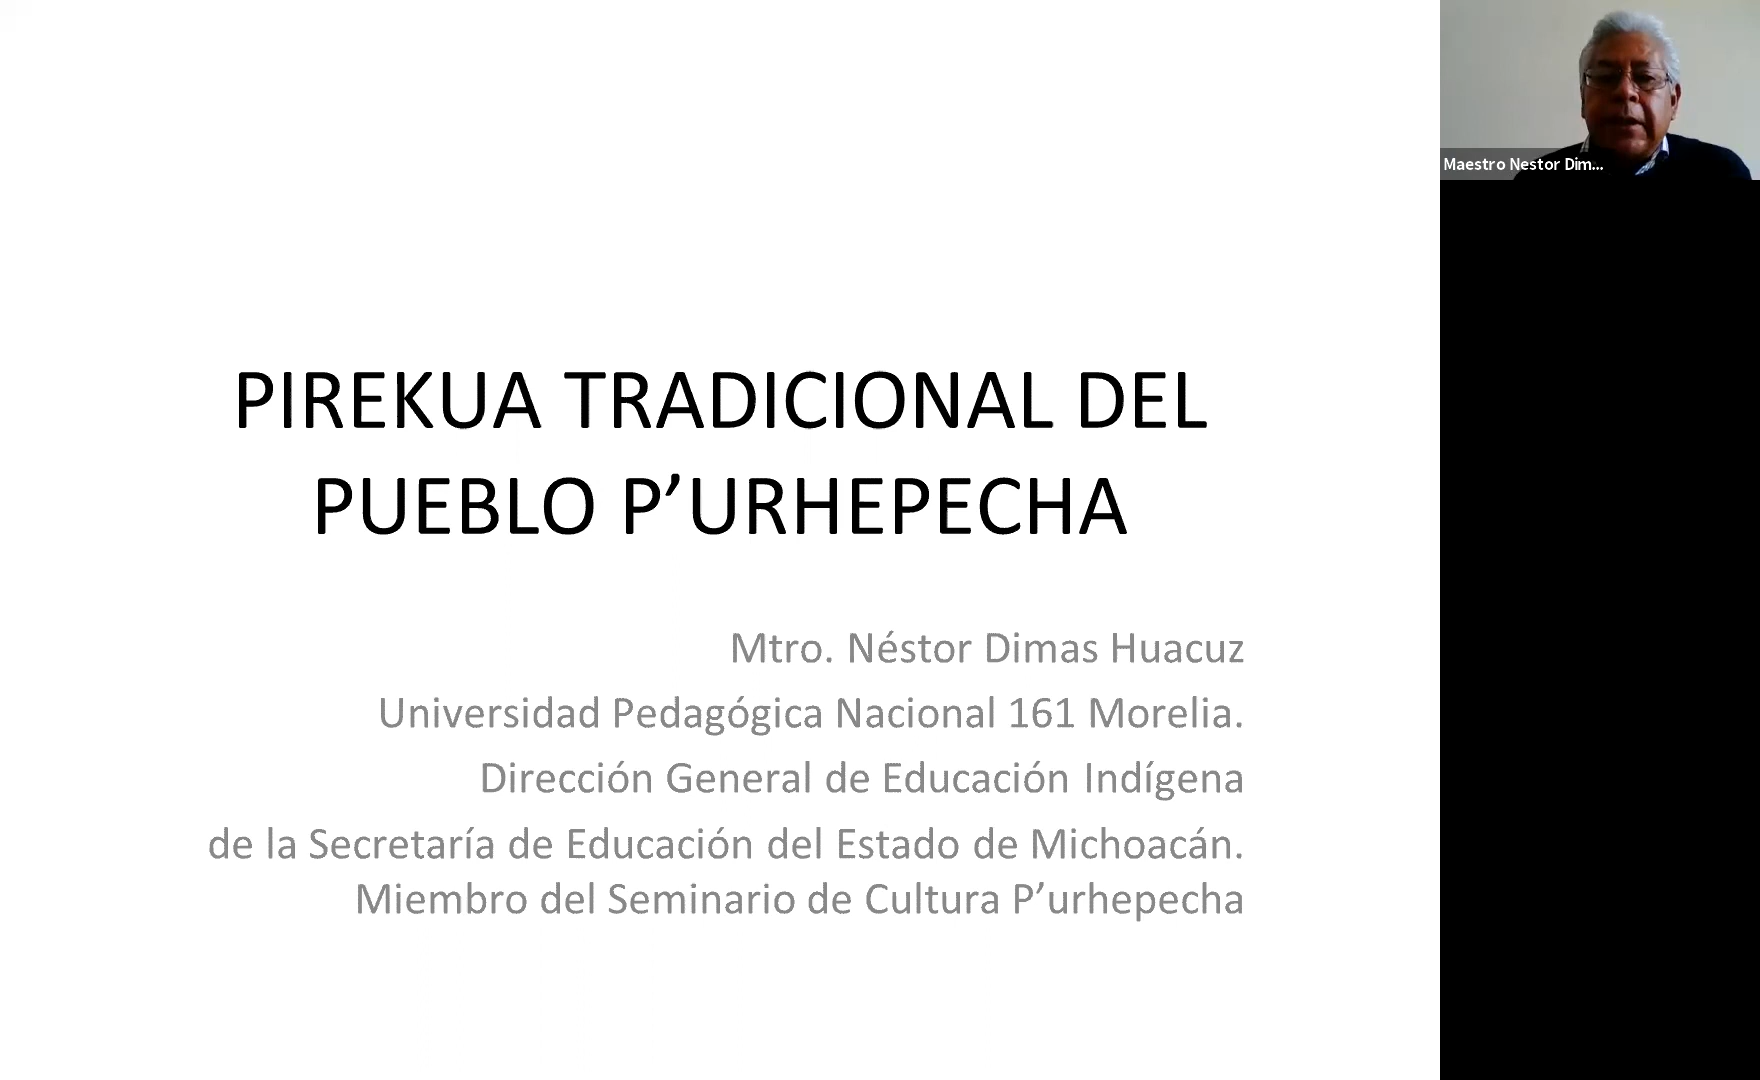 PIREKUA TRADICIONAL DEL
PUEBLO P’URHEPECHA
Mtro. Néstor Dimas Huacuz
Universidad Pedagógica Nacional 161 Morelia.
Dirección General de Educación Indígena
de la Secretaría de Educación del Estado de Michoacán.
Miembro del Seminario de Cultura P’urhepecha
Maestro Nestor Dim...